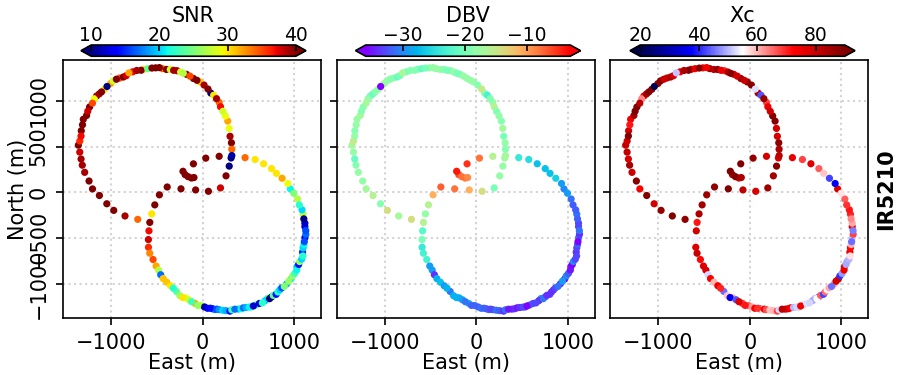 SNR DBV Xc
10 20 30 40 −30 −20 −10 20 40 60 80
North (m)
1000
500
0
−500
−1000
IR5210
−1000 0 1000 −1000 0 1000 −1000 0 1000
East (m) East (m) East (m)